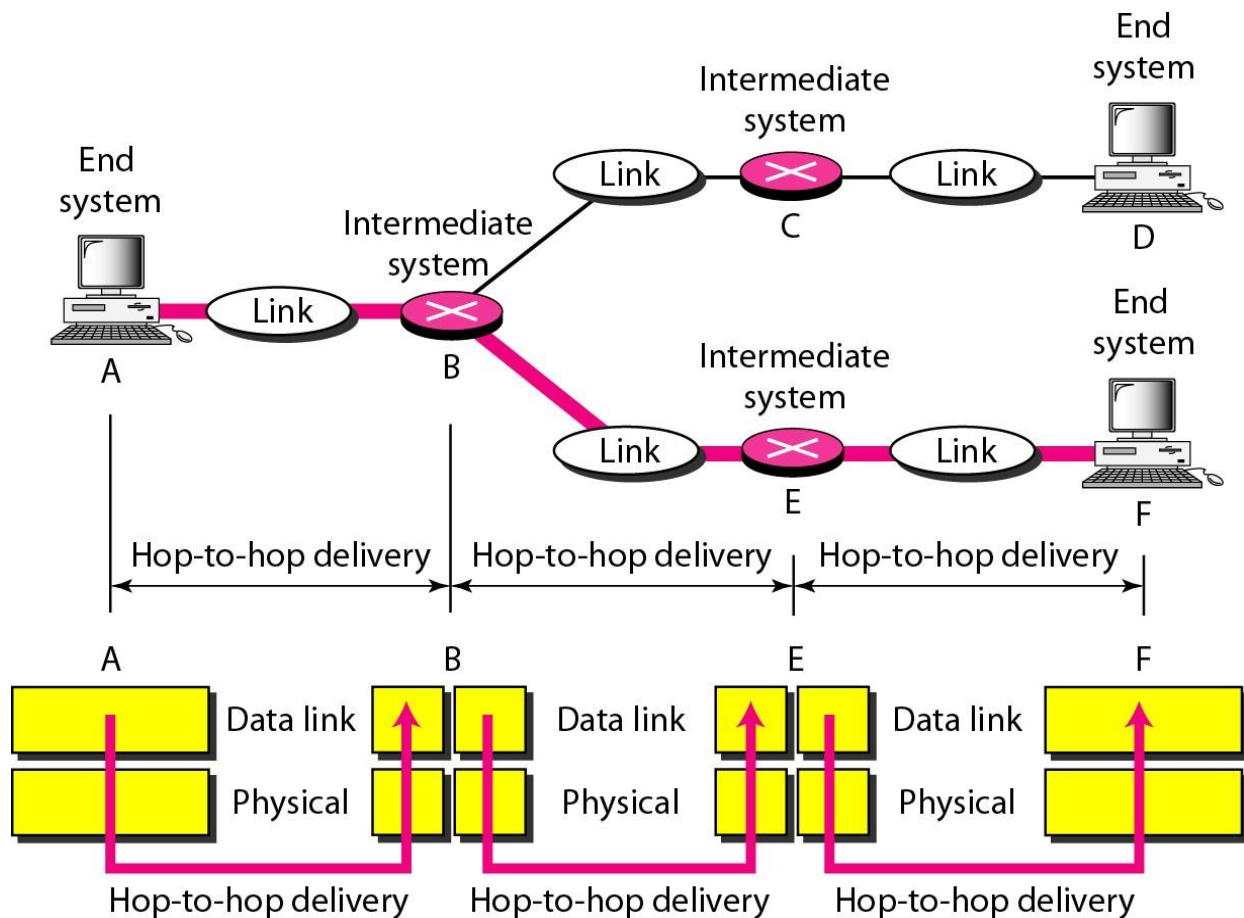 End
system
Intermediate
system
Link
C
Link
D
End
system
A
Link
Intermediate
system
B
End
system
Intermediate
system
Link
E
Link
F
Hop-to-hop delivery
Hop-to-hop delivery
Hop-to-hop delivery
A
B
E
F
Data link
Data link
Data link
Physical
Physical
Physical
Hop-to-hop delivery
Hop-to-hop delivery
Hop-to-hop delivery